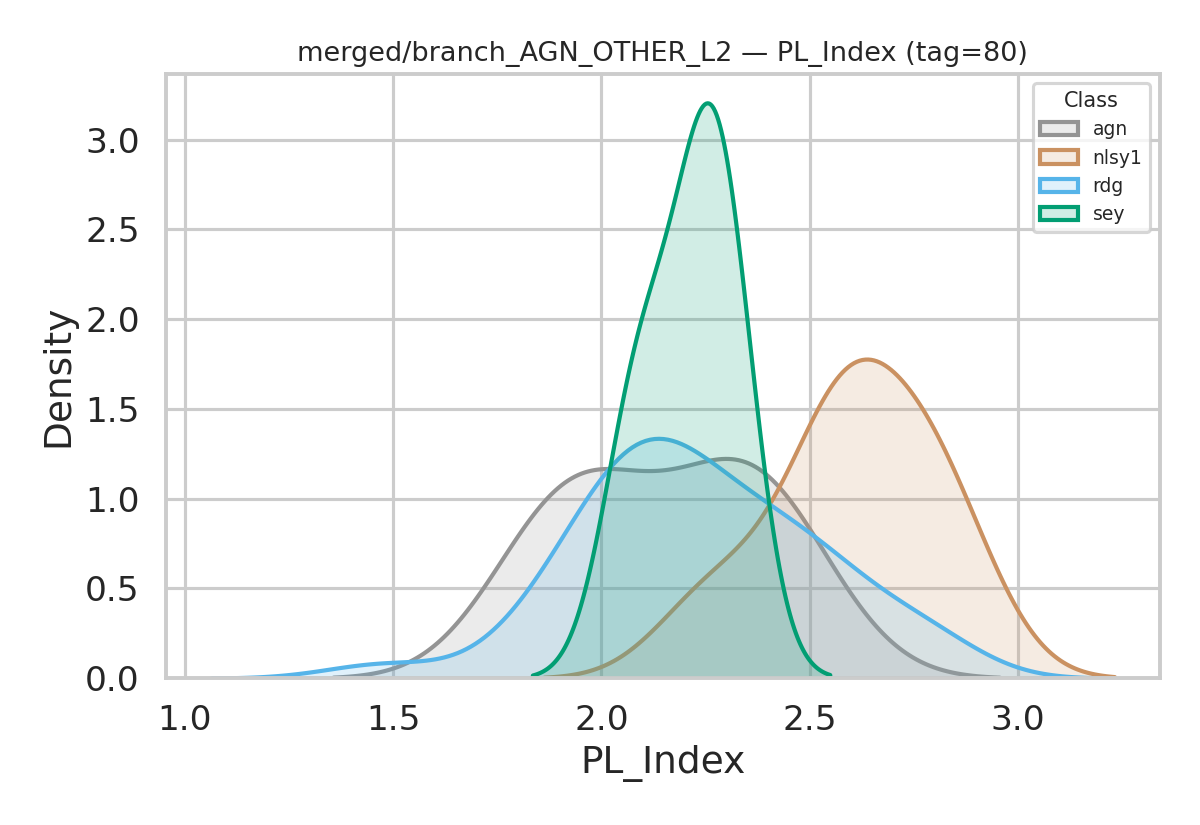 merged/branch_AGN_OTHER_L2 — PL_Index (tag=80)
Class
agn
nlsy1
rdg
sey
Density
3.0
2.5
2.0
1.5
1.0
0.5
0.0
1.0 1.5 2.0 2.5 3.0
PL_Index